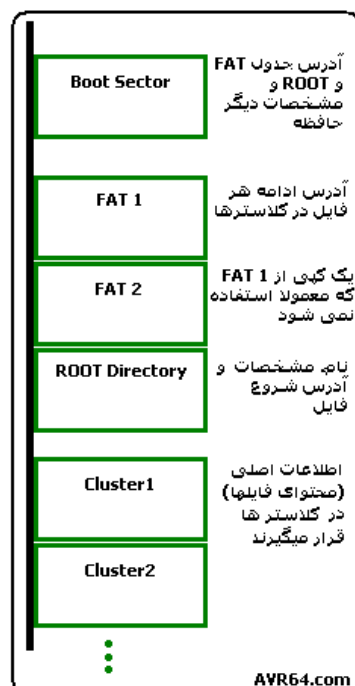 Boot Sector
آدرس جدول FAT
و ROOT و
مشخصات دیگر
حافظه
FAT 1
آدرس ادامه هر
فایل در کلاسترها
FAT 2
یک کپی از FAT 1
که معمولا استفاده
نمی شود
ROOT Directory
نام، مشخصات و
آدرس شروع
فایل
Cluster1
اطلاعات اصلی
(محتوای فایلها)
در کلاستر ها
قرار میگیرند
Cluster2
AVR64.com